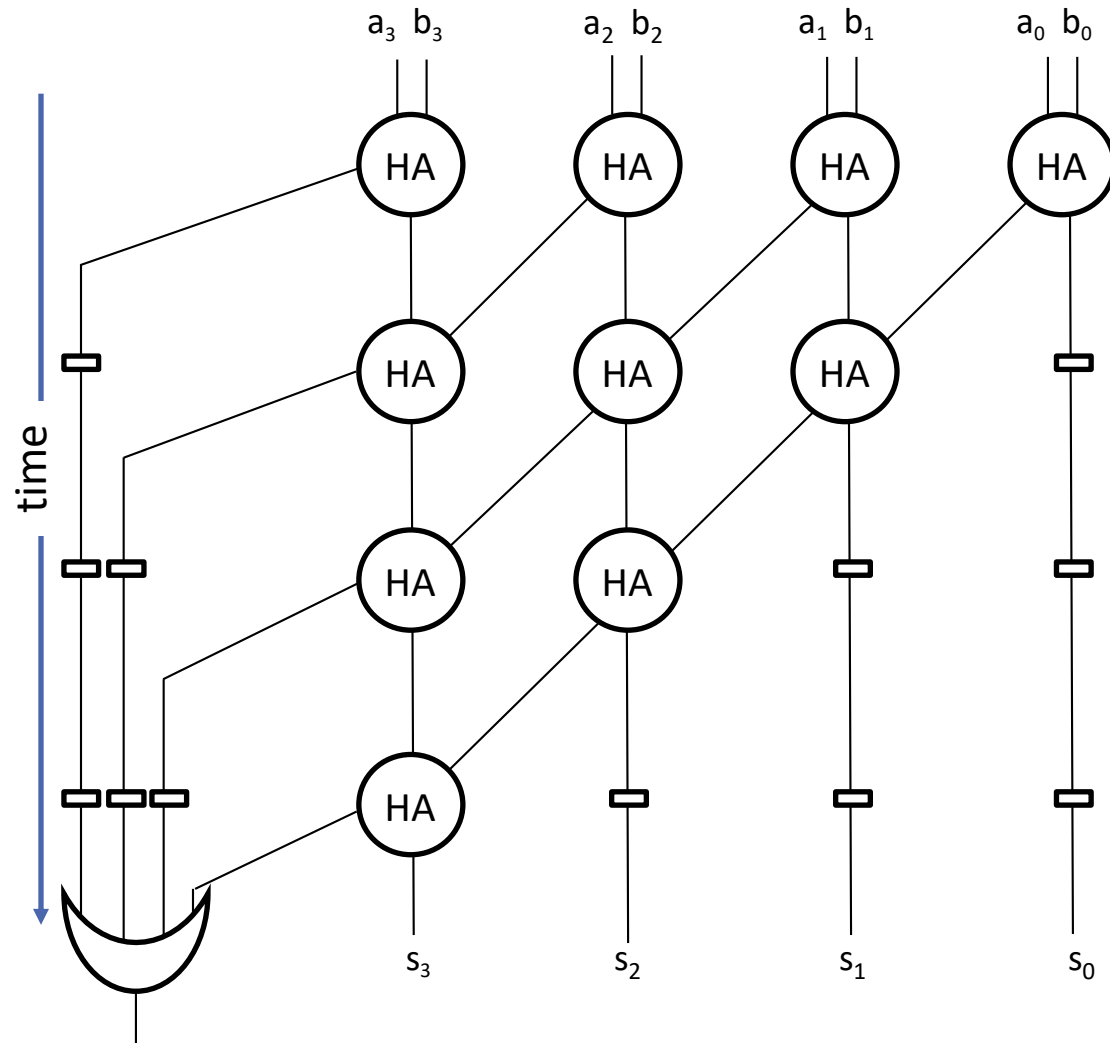 a₃ b₃ a₂ b₂ a₁ b₁ a₀ b₀
HA HA HA HA
HA HA HA
time
HA HA
HA
s₃ s₂ s₁ s₀